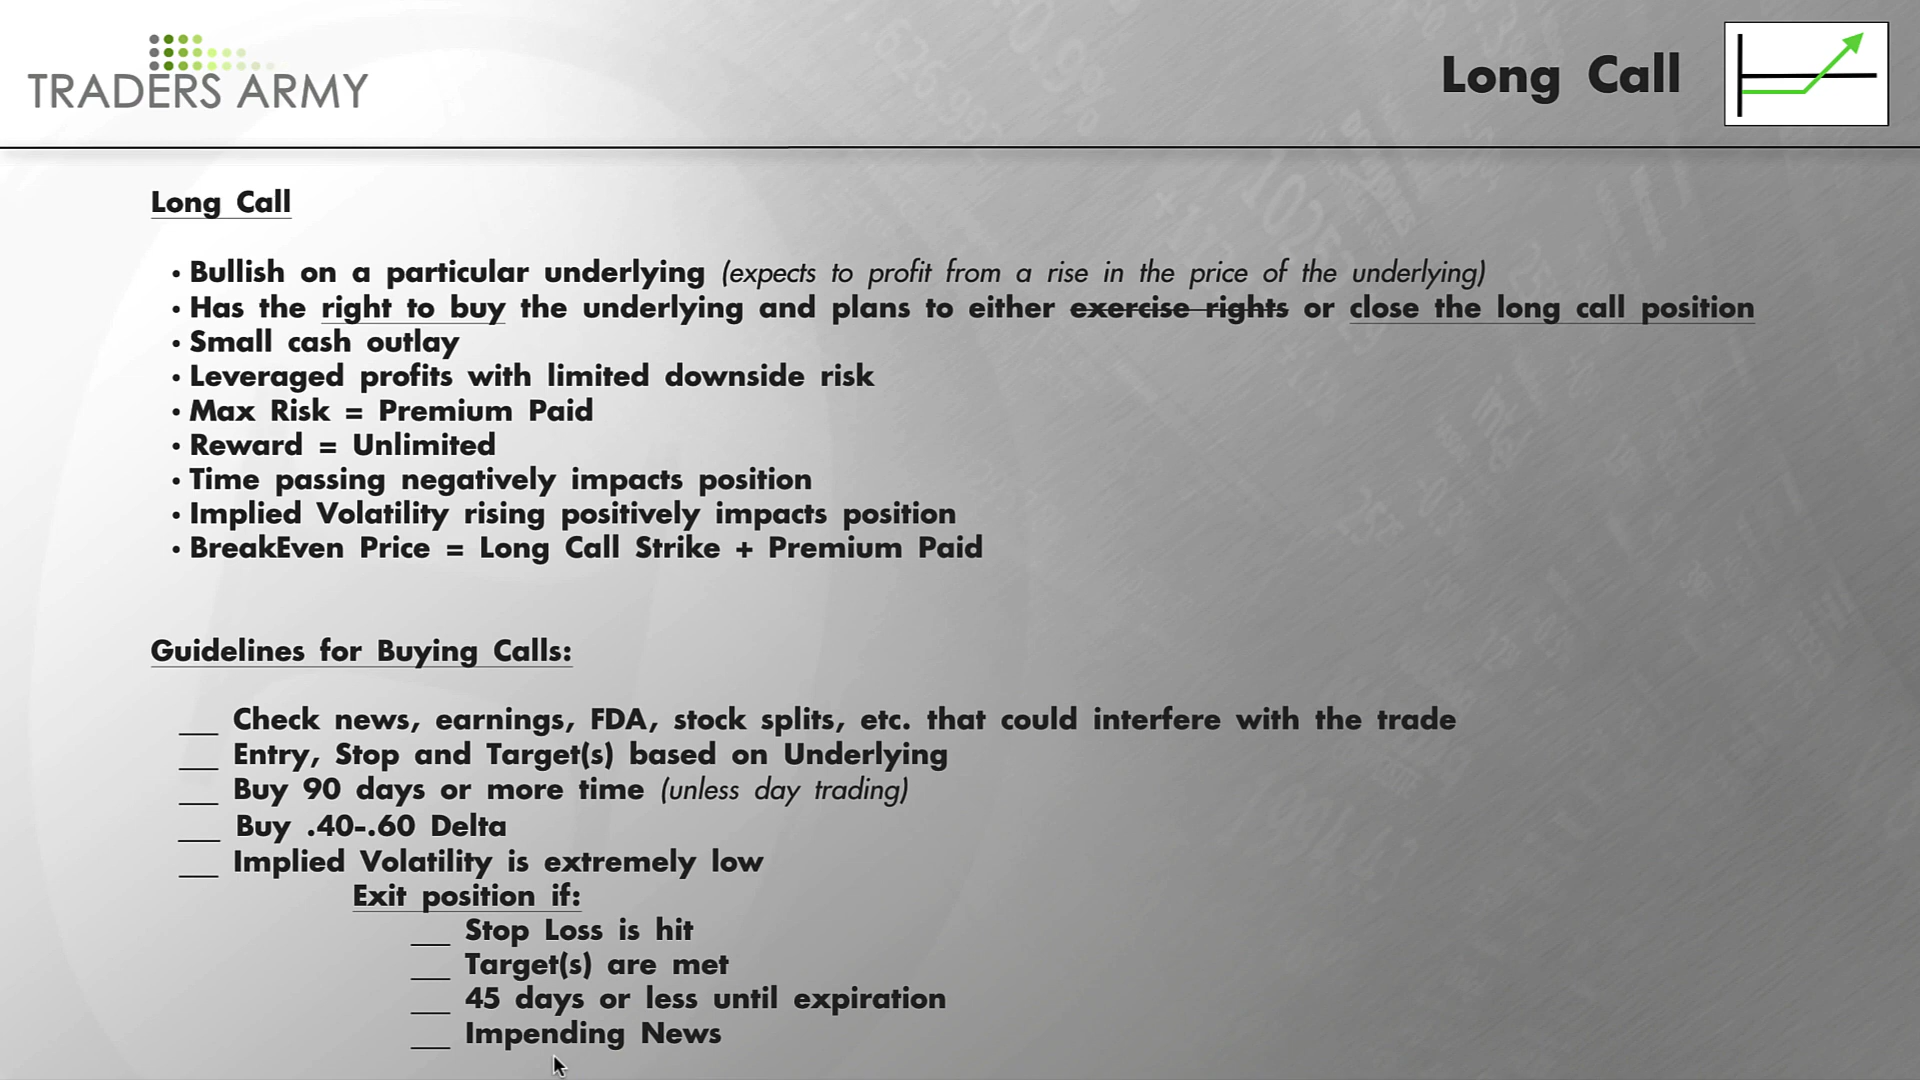 TRADERS ARMY
Long Call
Long Call
• Bullish on a particular underlying (expects to profit from a rise in the price of the underlying)
• Has the right to buy the underlying and plans to either exercise rights or close the long call position
• Small cash outlay
• Leveraged profits with limited downside risk
• Max Risk = Premium Paid
• Reward = Unlimited
• Time passing negatively impacts position
• Implied Volatility rising positively impacts position
• BreakEven Price = Long Call Strike + Premium Paid
Guidelines for Buying Calls:
___ Check news, earnings, FDA, stock splits, etc. that could interfere with the trade
___ Entry, Stop and Target(s) based on Underlying
___ Buy 90 days or more time (unless day trading)
___ Buy .40-.60 Delta
___ Implied Volatility is extremely low
Exit position if:
___ Stop Loss is hit
___ Target(s) are met
___ 45 days or less until expiration
___ Impending News